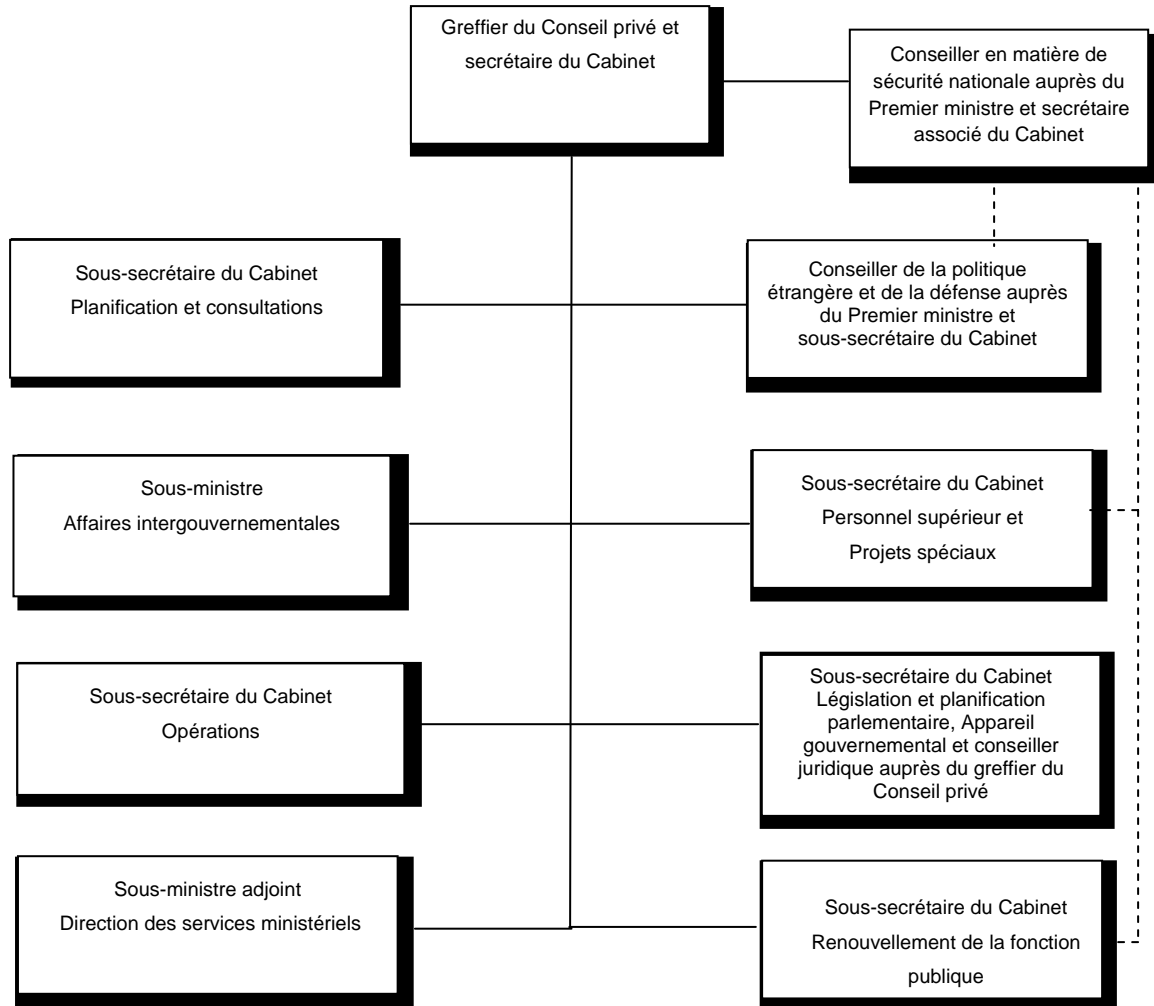 Greffier du Conseil privé et
secrétaire du Cabinet
Conseiller en matière de
sécurité nationale auprès du
Premier ministre et secrétaire
associé du Cabinet
Sous-secrétaire du Cabinet
Planification et consultations
Conseiller de la politique
étrangère et de la défense auprès
du Premier ministre et
sous-secrétaire du Cabinet
Sous-ministre
Affaires intergouvernementales
Sous-secrétaire du Cabinet
Personnel supérieur et
Projets spéciaux
Sous-secrétaire du Cabinet
Opérations
Sous-secrétaire du Cabinet
Législation et planification
parlementaire, Appareil
gouvernemental et conseiller
juridique auprès du greffier du
Conseil privé
Sous-ministre adjoint
Direction des services ministériels
Sous-secrétaire du Cabinet
Renouvellement de la fonction
publique